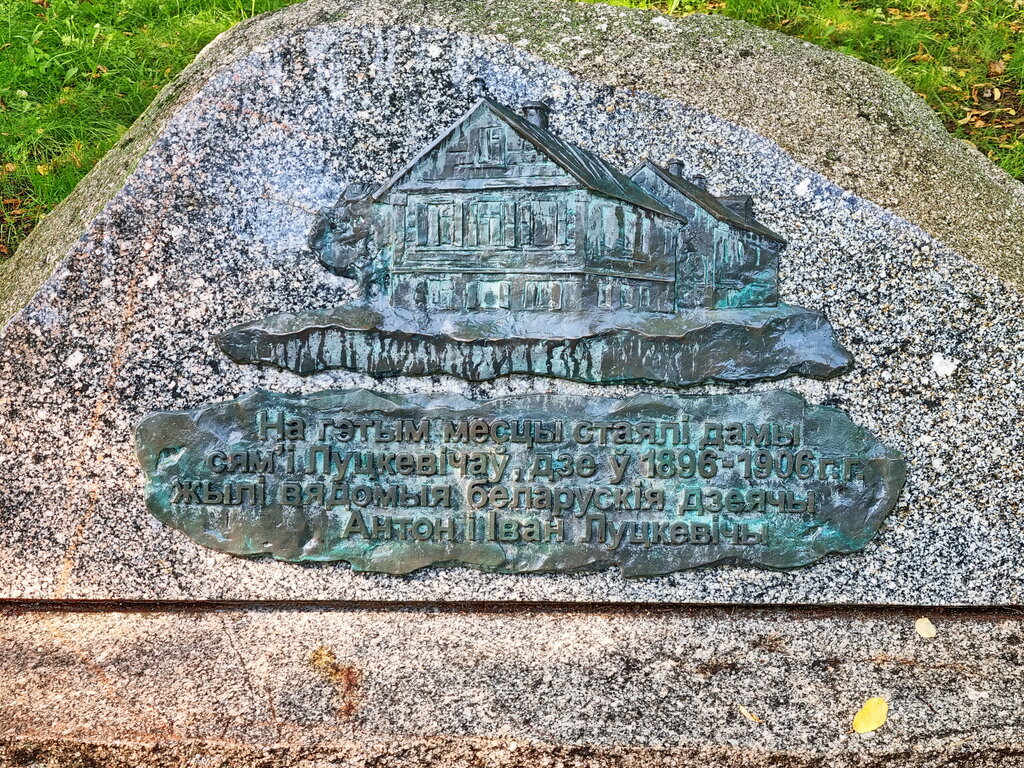 На гэтым месцы стаялі дамы
сям'і Луцкевічаў, дзе ў 1896-1906 г.г.
жылі вядомыя беларускія дзеячы
Антон і Іван Луцкевічы